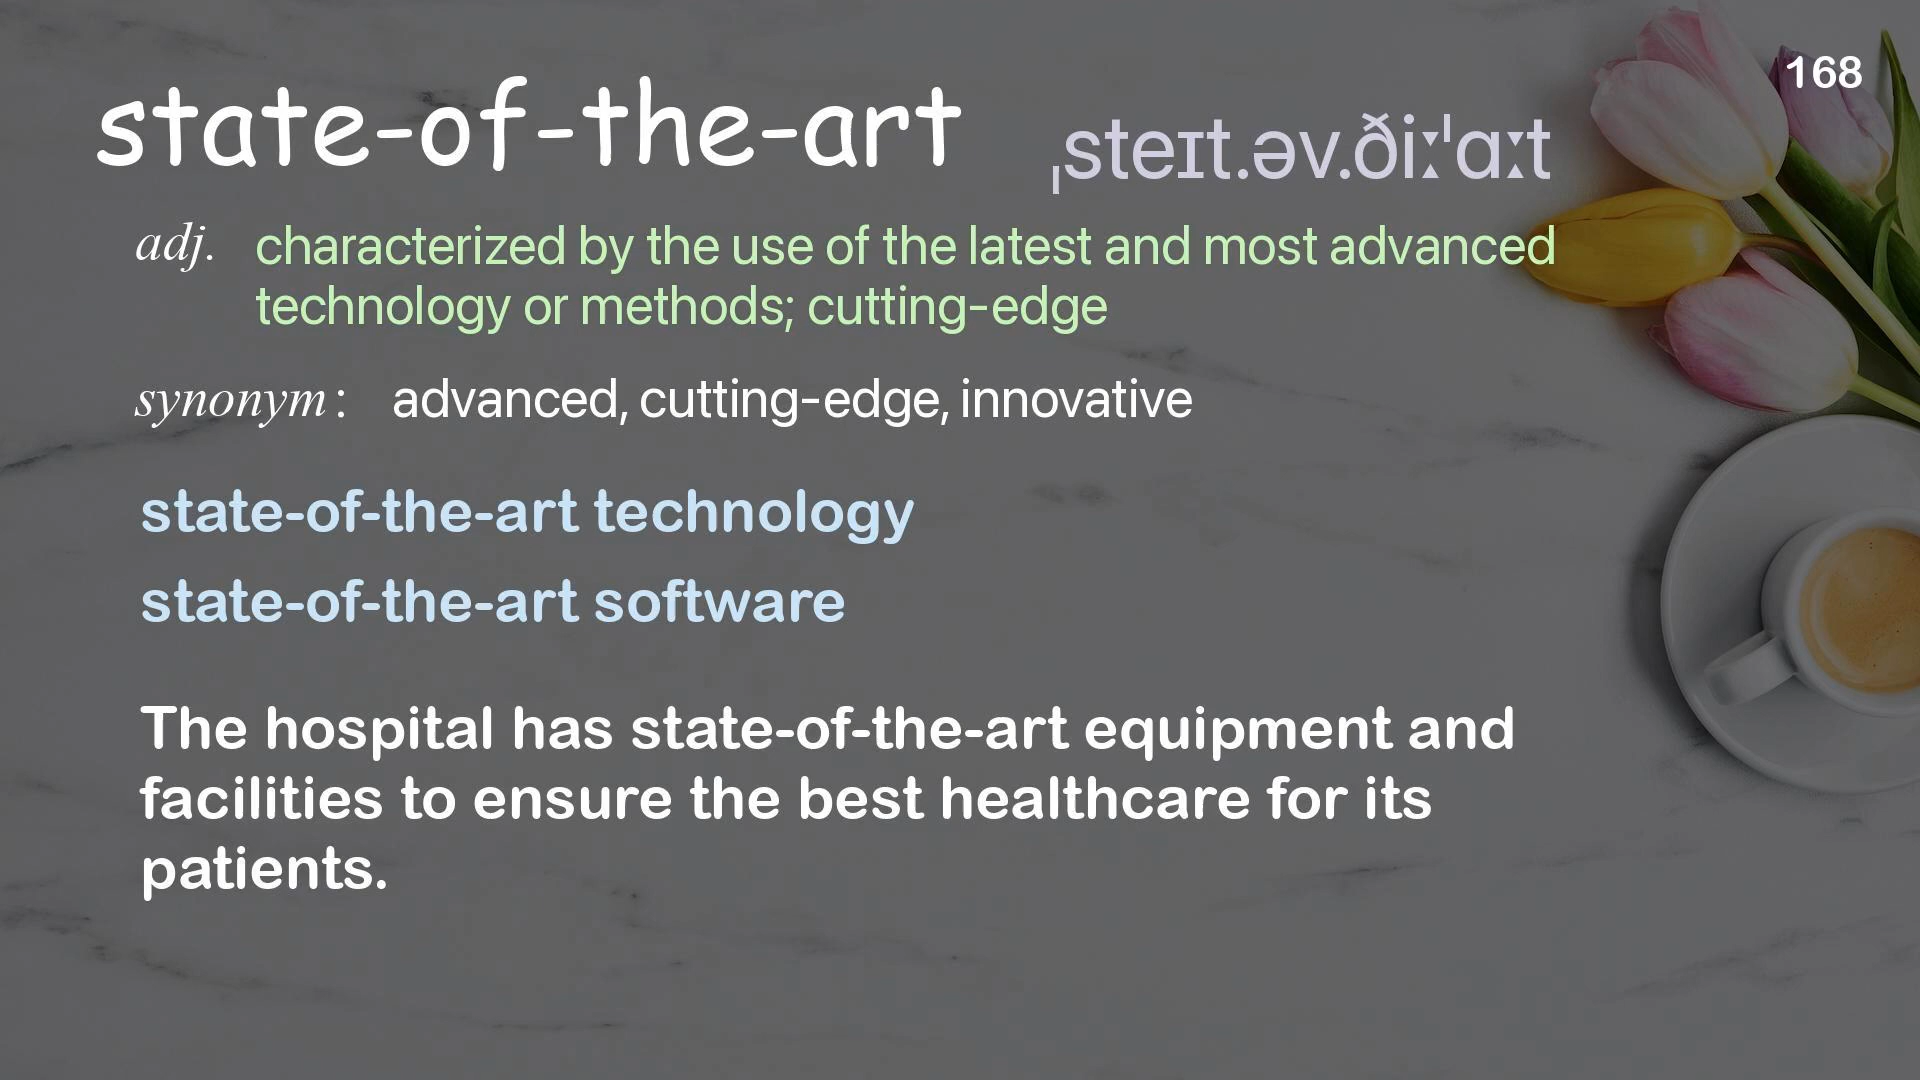 168
state-of-the-art ˌsteɪt.əv.ðiːˈɑːt
adj. characterized by the use of the latest and most advanced
technology or methods; cutting-edge
synonym : advanced, cutting-edge, innovative
state-of-the-art technology
state-of-the-art software
The hospital has state-of-the-art equipment and
facilities to ensure the best healthcare for its
patients.